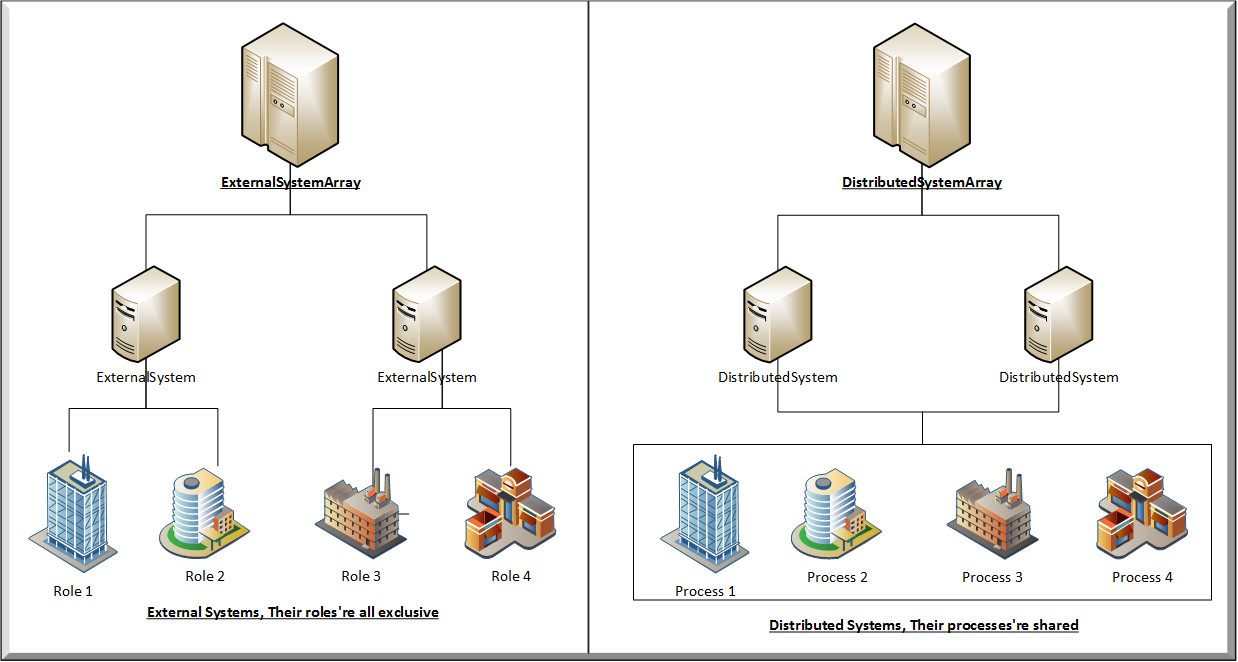 ExternalSystemArray
ExternalSystem
ExternalSystem
Role 1
Role 2
Role 3
Role 4
External Systems, Their roles're all exclusive
DistributedSystemArray
DistributedSystem
DistributedSystem
Process 1
Process 2
Process 3
Process 4
Distributed Systems, Their processes're shared